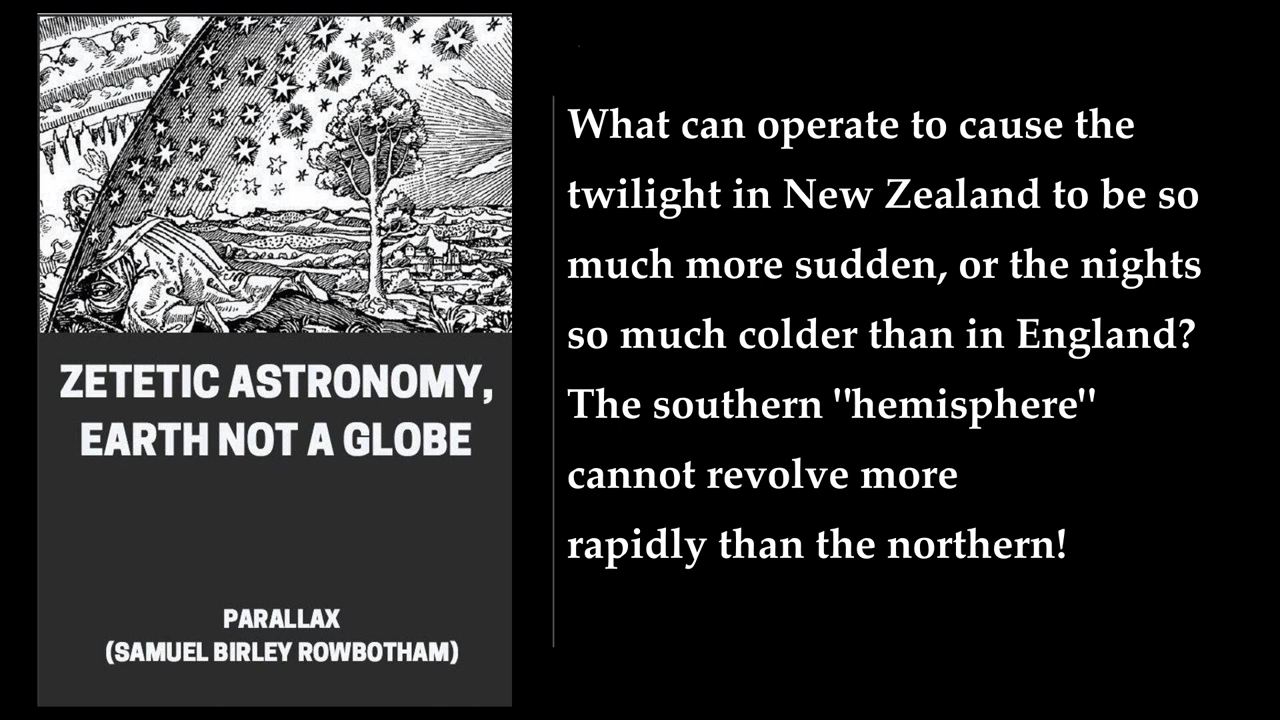 ZETETIC ASTRONOMY,
EARTH NOT A GLOBE
PARALLAX
(SAMUEL BIRLEY ROWBOTHAM)
What can operate to cause the
twilight in New Zealand to be so
much more sudden, or the nights
so much colder than in England?
The southern "hemisphere"
cannot revolve more
rapidly than the northern!